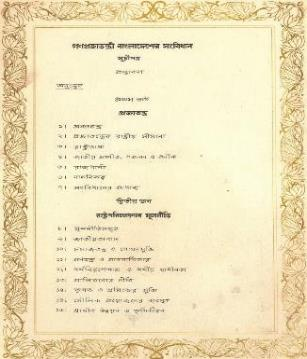 গণপ্রজাতন্ত্রী বাংলাদেশের সংবিধান
সূচীপত্র
প্রস্তাবনা
অনুচ্ছেদ
প্রথম ভাগ
প্রজাতন্ত্র
১। প্রজাতন্ত্র
২। প্রজাতন্ত্রের রাষ্ট্রীয় সীমানা
৩। রাষ্ট্রভাষা
৪। জাতীয় সঙ্গীত, পতাকা ও প্রতীক
৫। রাজধানী
৬। নাগরিকত্ব
৭। সংবিধানের প্রাধান্য
দ্বিতীয় ভাগ
রাষ্ট্রপরিচালনার মূলনীতি
৮। মূলনীতিসমূহ
৯। জাতীয়তাবাদ
১০। সমাজতন্ত্র ও শোষণমুক্তি
১১। গণতন্ত্র ও মানবাধিকার
১২। ধর্মনিরপেক্ষতা ও ধর্মীয় স্বাধীনতা
১৩। মালিকানার নীতি
১৪। কৃষক ও শ্রমিকের মুক্তি
১৫। মৌলিক প্রয়োজনের ব্যবস্থা
১৬। গ্রামীণ উন্নয়ন ও কৃষিবিপ্লব